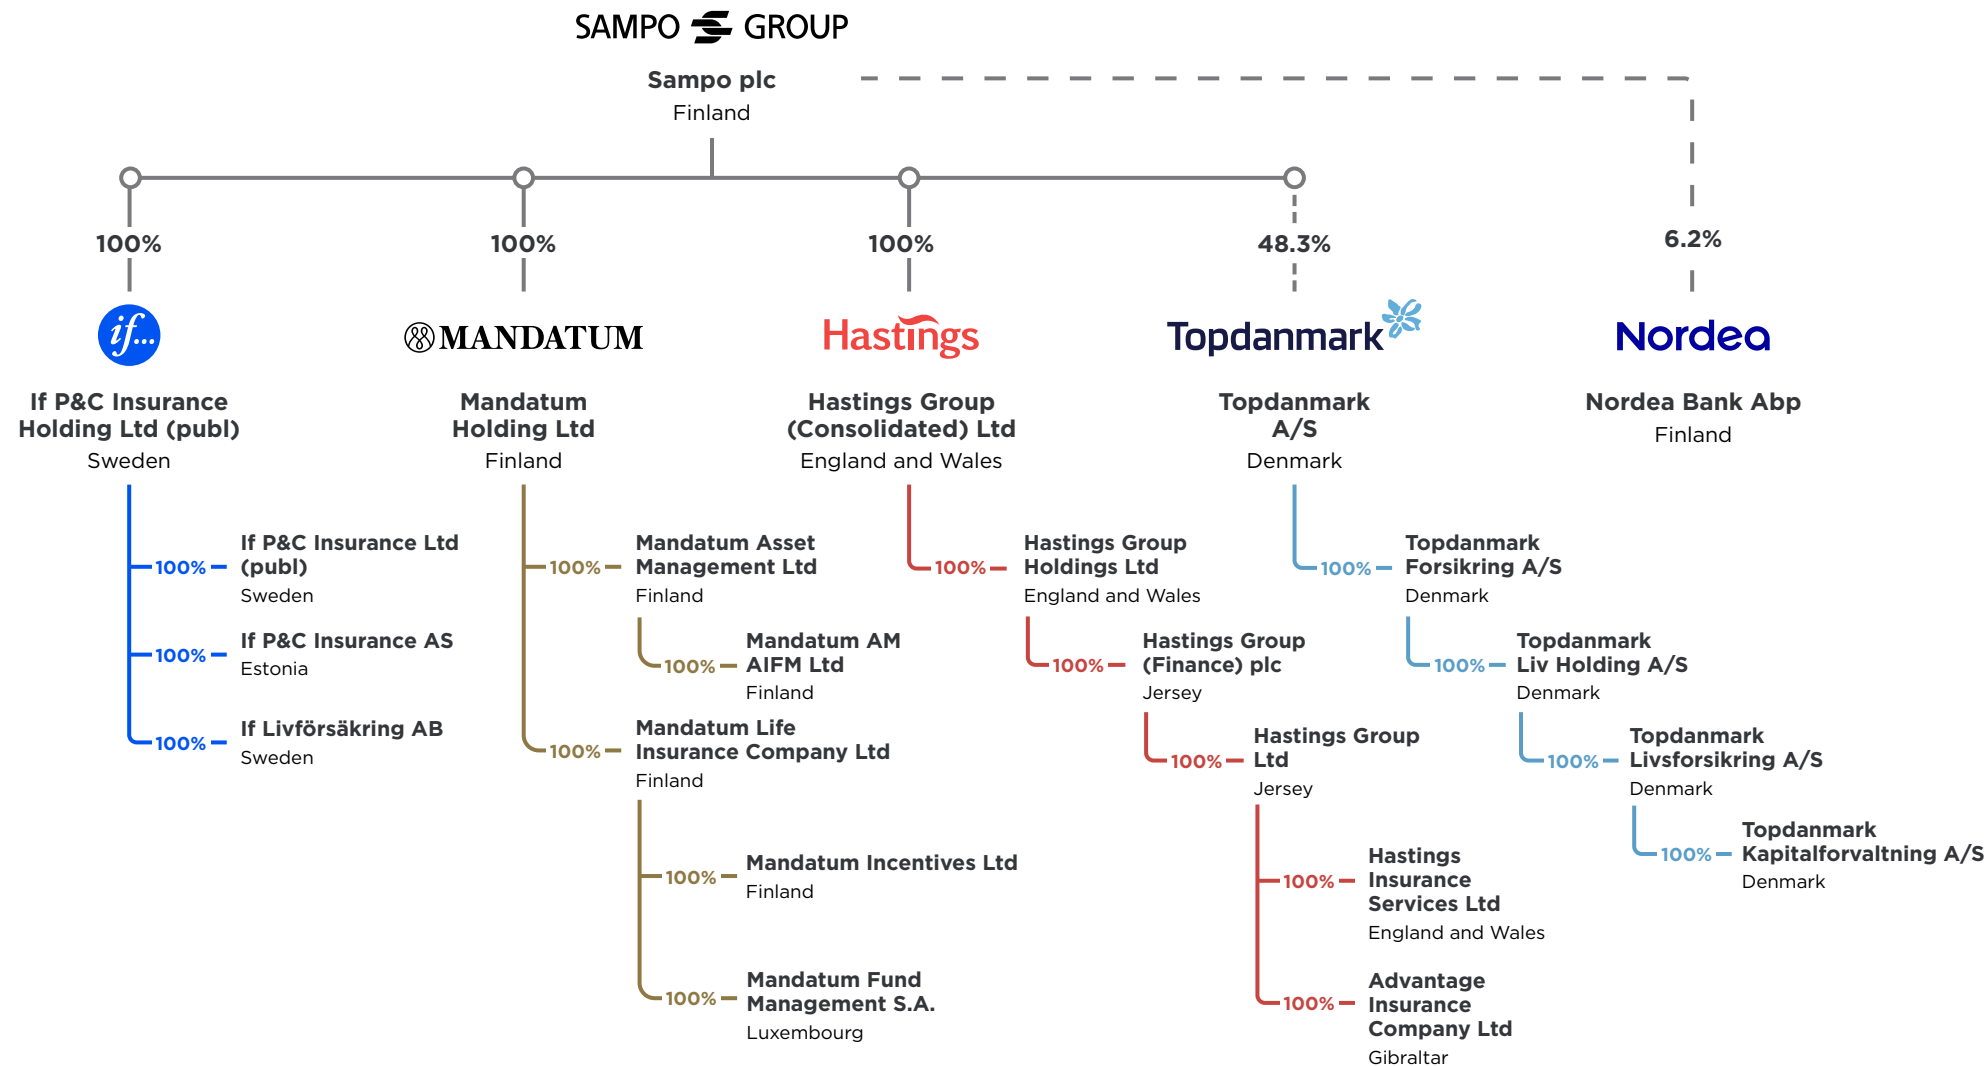 SAMPO GROUP
Sampo plc
Finland
100%
100%
100%
48.3%
6.2%
if...
MANDATUM
Hastings
Topdanmark
Nordea
If P&C Insurance
Holding Ltd (publ)
Sweden
Mandatum
Holding Ltd
Finland
Hastings Group
(Consolidated) Ltd
England and Wales
Topdanmark
A/S
Denmark
Nordea Bank Abp
Finland
100%
If P&C Insurance Ltd
(publ)
Sweden
100%
If P&C Insurance AS
Estonia
100%
If Livförsäkring AB
Sweden
100%
Mandatum Asset
Management Ltd
Finland
100%
Mandatum AM
AIFM Ltd
Finland
100%
Mandatum Life
Insurance Company Ltd
Finland
100%
Mandatum Incentives Ltd
Finland
100%
Mandatum Fund
Management S.A.
Luxembourg
100%
Hastings Group
Holdings Ltd
England and Wales
100%
Hastings Group
(Finance) plc
Jersey
100%
Hastings Group
Ltd
Jersey
100%
Hastings
Insurance
Services Ltd
England and Wales
100%
Advantage
Insurance
Company Ltd
Gibraltar
100%
Topdanmark
Forsikring A/S
Denmark
100%
Topdanmark
Liv Holding A/S
Denmark
100%
Topdanmark
Livsforsikring A/S
Denmark
100%
Topdanmark
Kapitalforvaltning A/S
Denmark